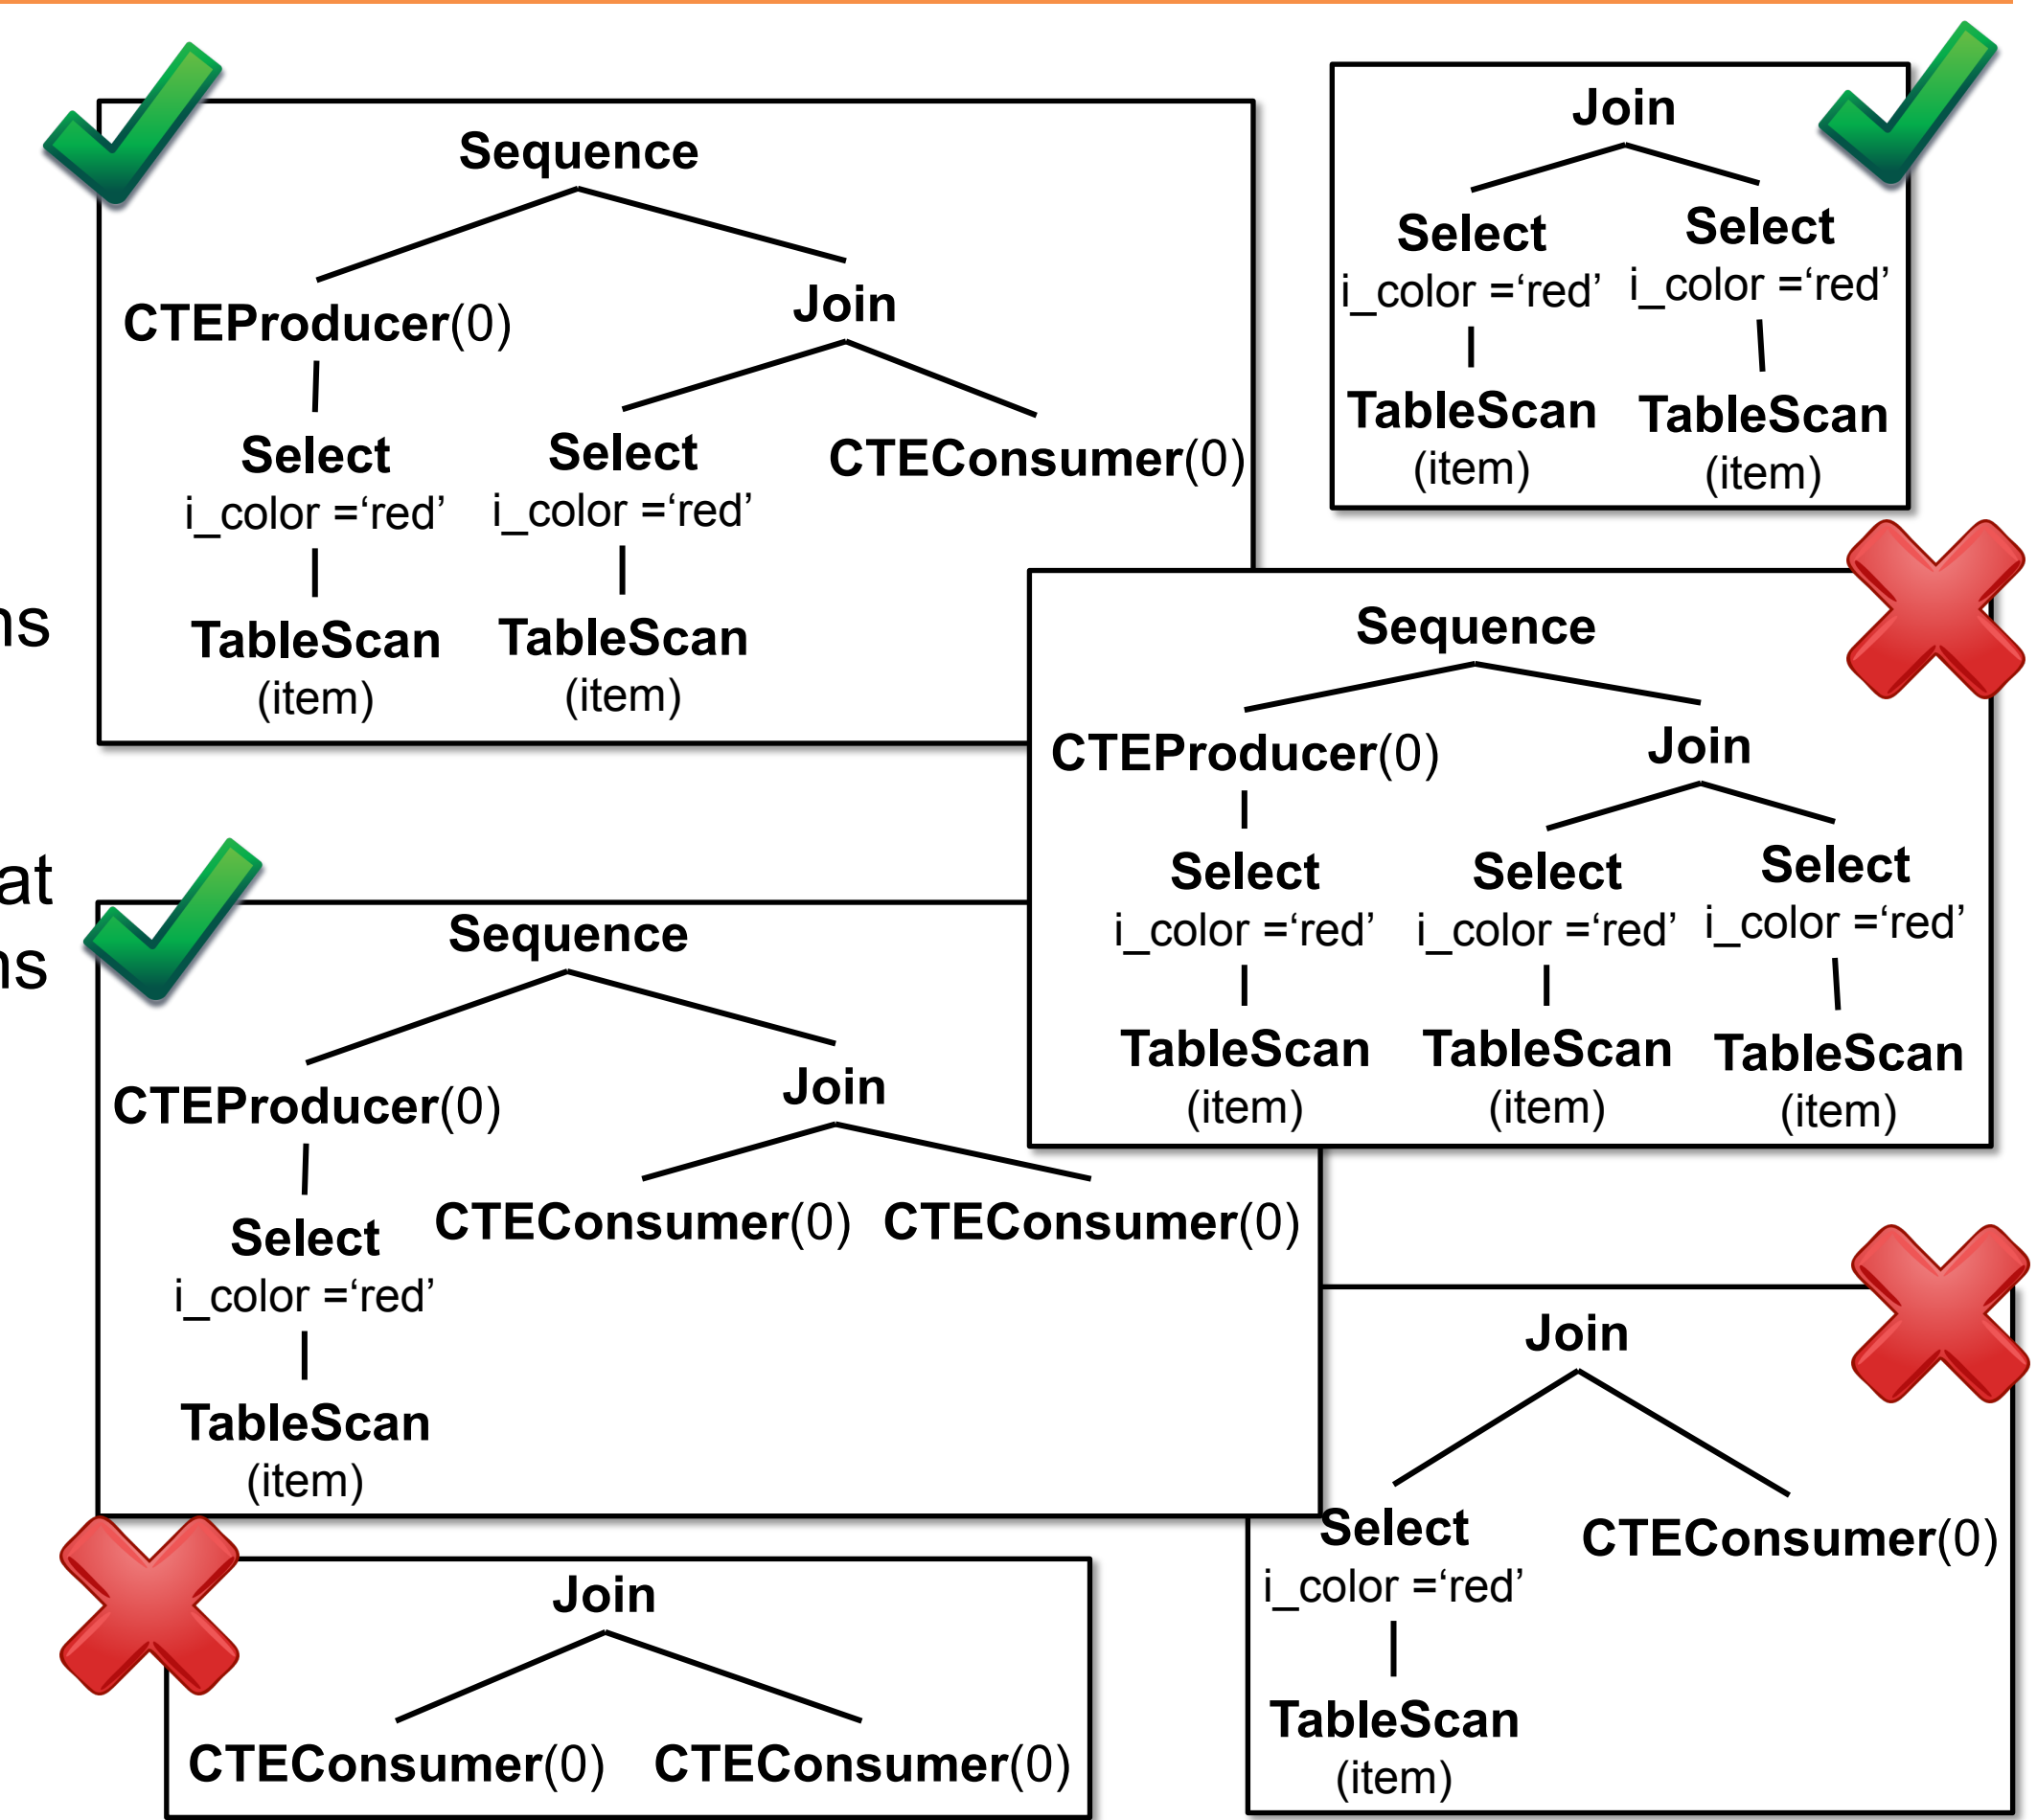 Sequence
CTEProducer(0)
Join
Select
i_color =‘red’
Select
i_color =‘red’
CTEConsumer(0)
TableScan
(item)
TableScan
(item)
Join
Select
i_color =‘red’
Select
i_color =‘red’
TableScan
(item)
TableScan
(item)
ns
Sequence
CTEProducer(0)
Join
Select
i_color =‘red’
Select
i_color =‘red’
Select
i_color =‘red’
TableScan
(item)
TableScan
(item)
TableScan
(item)
at
ns
Sequence
CTEProducer(0)
Join
Select
i_color =‘red’
CTEConsumer(0) CTEConsumer(0)
TableScan
(item)
Join
Select
i_color =‘red’
CTEConsumer(0)
TableScan
(item)
Join
CTEConsumer(0) CTEConsumer(0)